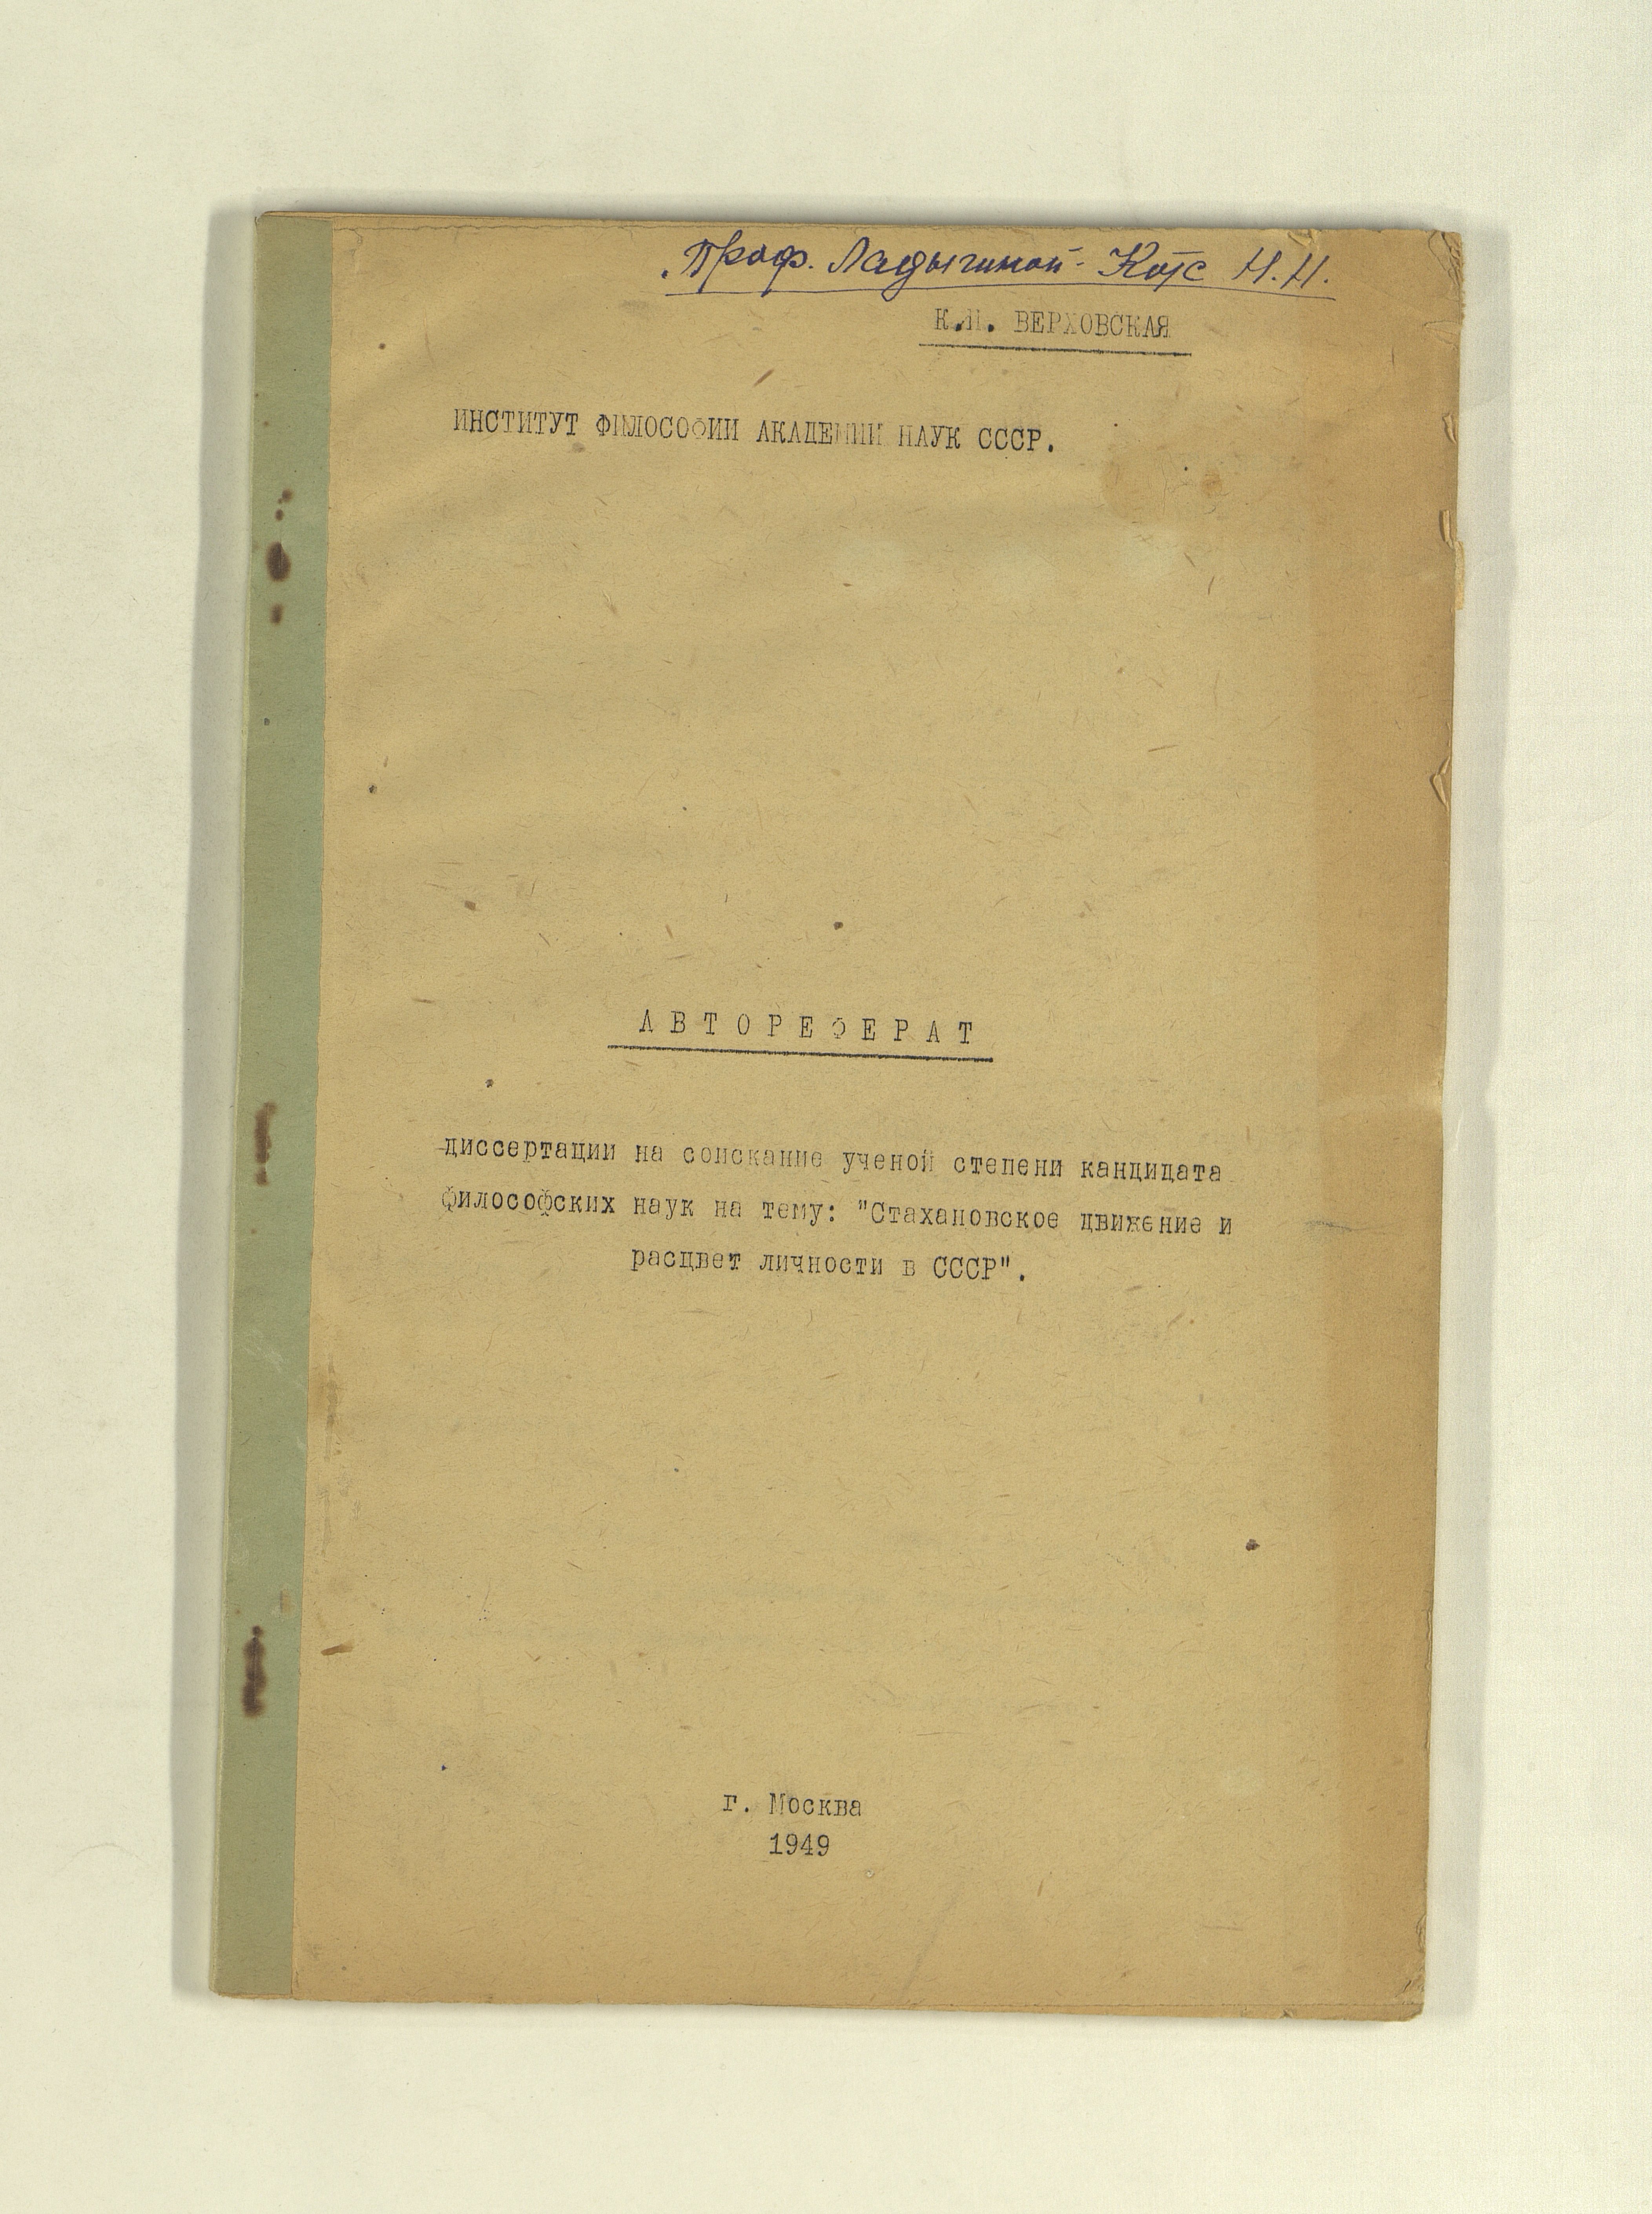 Проф. Ладыгиной-Котс Н.Н.
ВЕРХОВСКАЯ
ИНСТИТУТ ФИЛОСОФИИ АКАДЕМИИ НАУК СССР.
АВТОРЕФЕРАТ
диссертации на соискание ученой степени кандидата
философских наук на тему: "Стахановское движение и
расцвет личности в СССР".
г. Москва
1949